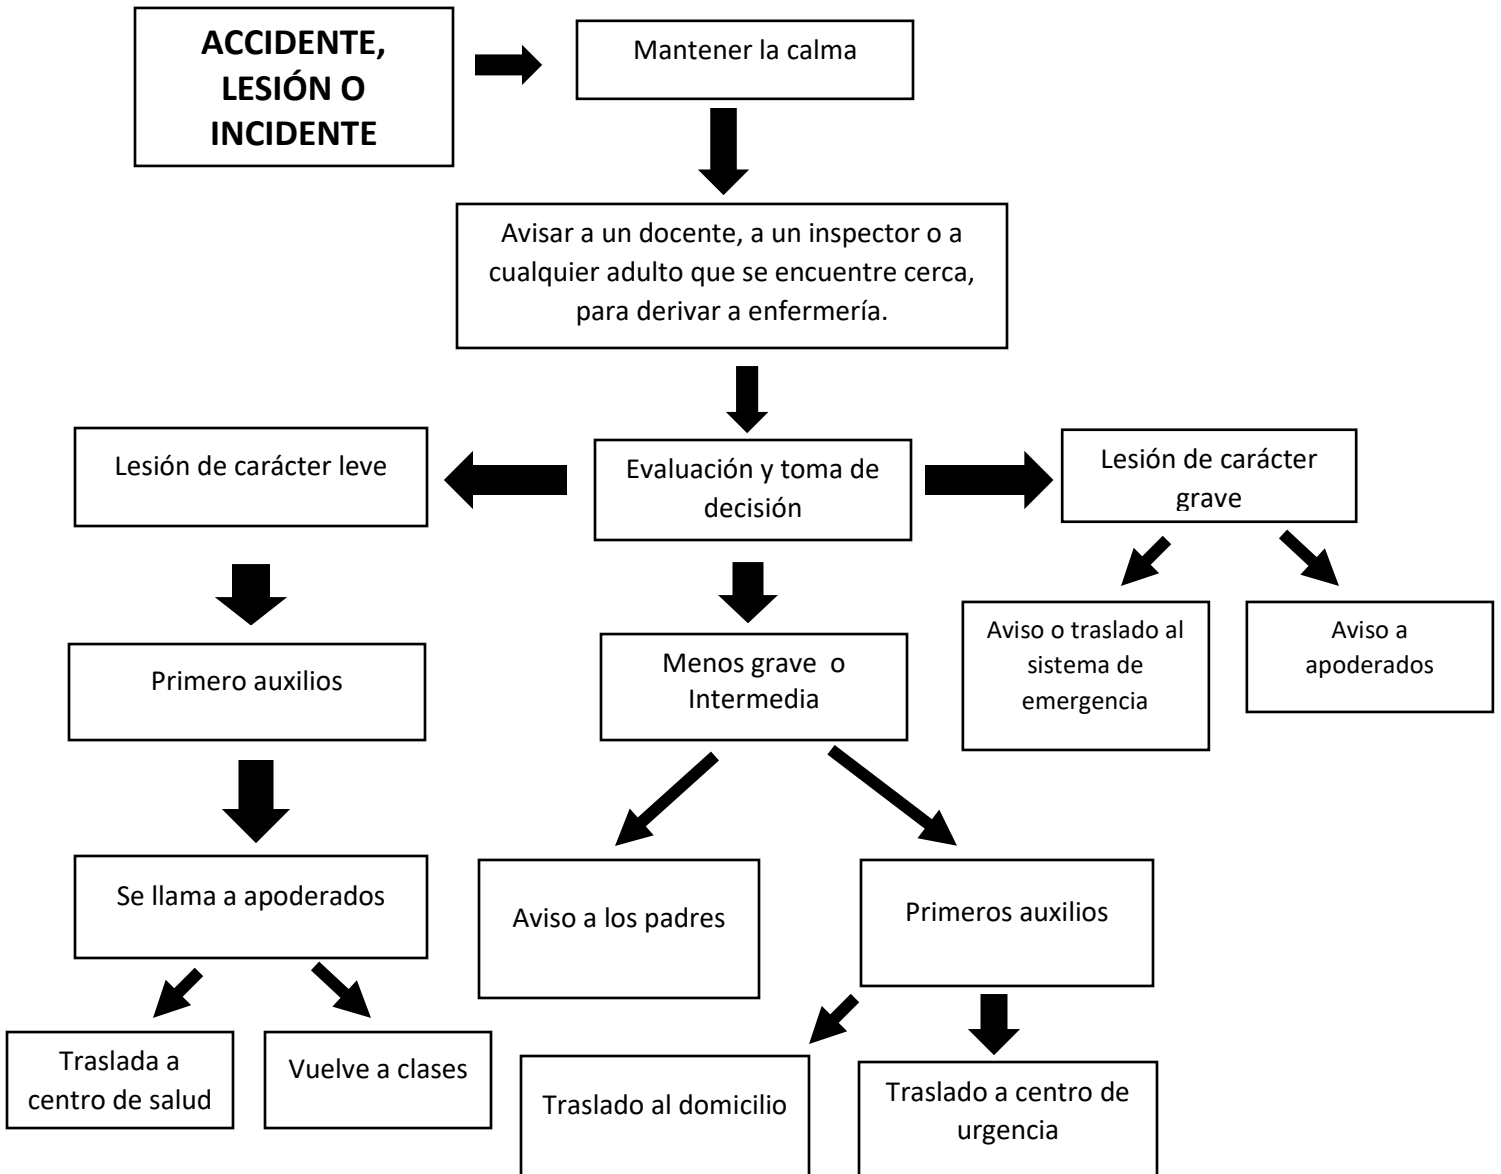 ACCIDENTE,
LESIÓN O
INCIDENTE
Mantener la calma
Avisar a un docente, a un inspector o a
cualquier adulto que se encuentre cerca,
para derivar a enfermería.
Lesión de carácter leve
Evaluación y toma de
decisión
Lesión de carácter
grave
Primero auxilios
Menos grave  o
Intermedia
Aviso o traslado al
sistema de
emergencia
Aviso a
apoderados
Se llama a apoderados
Aviso a los padres
Primeros auxilios
Traslada a
centro de salud
Vuelve a clases
Traslado al domicilio
Traslado a centro de
urgencia